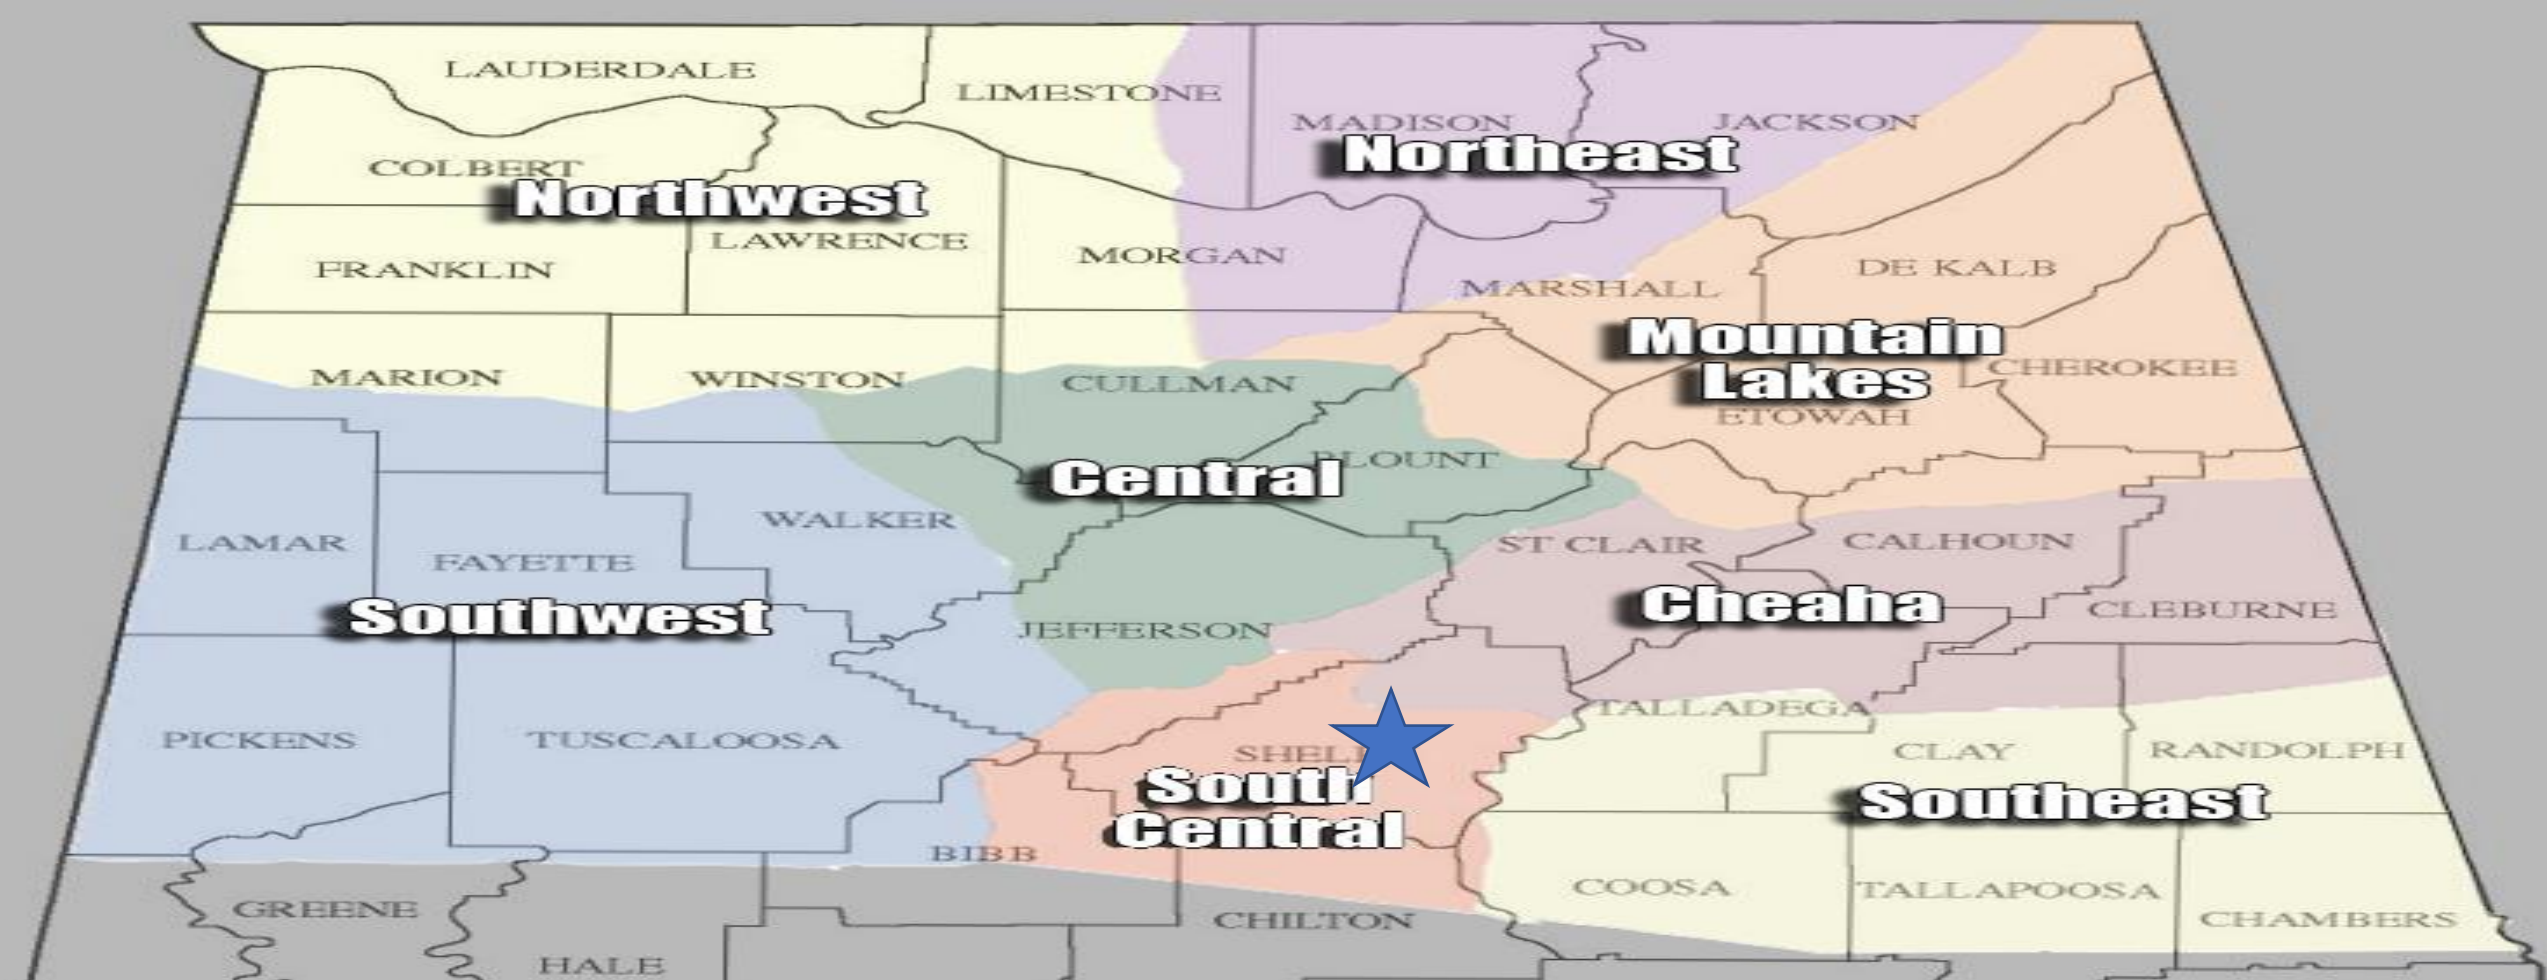 LAUDERDALE
LIMESTONE
MADISON
JACKSON
Northeast
COLBERT
Northwest
LAWRENCE
FRANKLIN
MORGAN
DE KALB
MARSHALL
Mountain
Lakes
CHEROKEE
MARION
WINSTON
CULLMAN
ETOWAH
BLOUNT
Central
WALKER
LAMAR
FAYETTE
ST CLAIR
CALHOUN
Cheaha
CLEBURNE
Southwest
JEFFERSON
TALLADEGA
PICKENS
TUSCALOOSA
SHEL
CLAY
RANDOLPH
South
Central
Southeast
BIBB
COOSA
TALLAPOOSA
CHAMBERS
GREENE
CHILTON
HALE